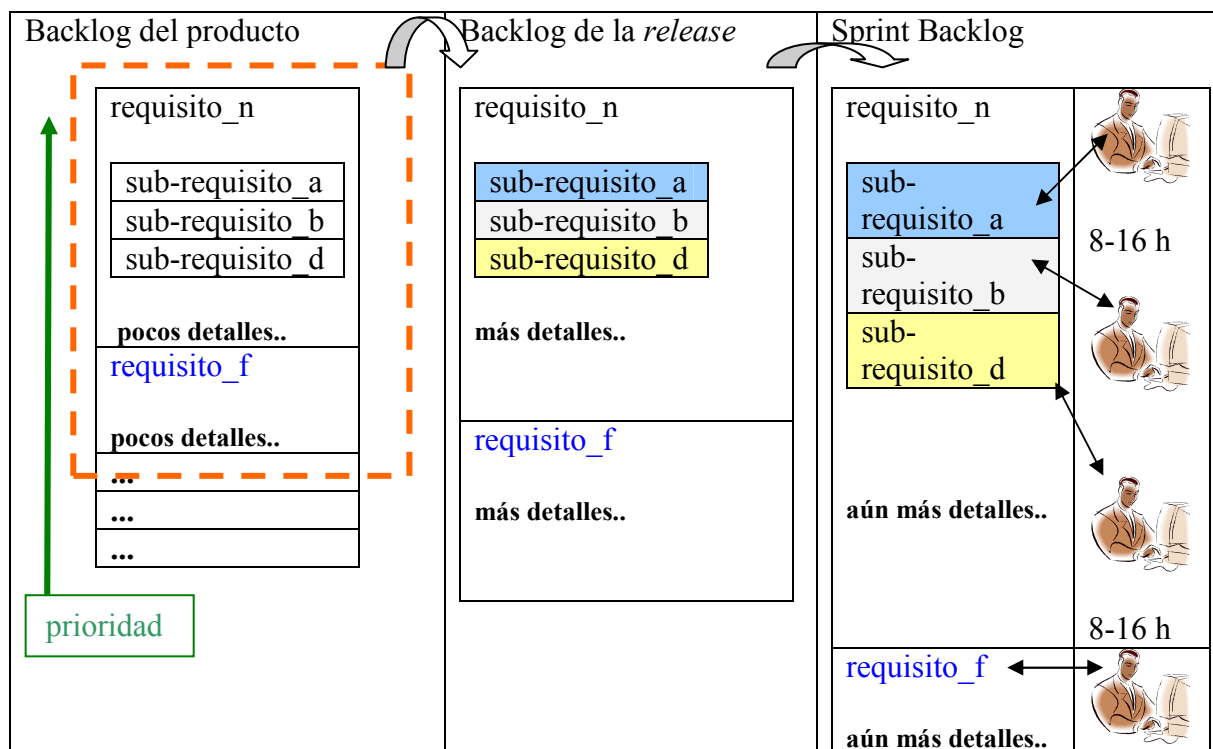 Backlog del producto
requisito_n
sub-requisito_a
sub-requisito_b
sub-requisito_d
pocos detalles..
requisito_f
pocos detalles..
...
...
...
prioridad
Backlog de la release
requisito_n
sub-requisito_a
sub-requisito_b
sub-requisito_d
más detalles..
requisito_f
más detalles..
Sprint Backlog
requisito_n
sub-
requisito_a
sub-
requisito_b
sub-
requisito_d
8-16 h
aún más detalles..
8-16 h
requisito_f
aún más detalles..